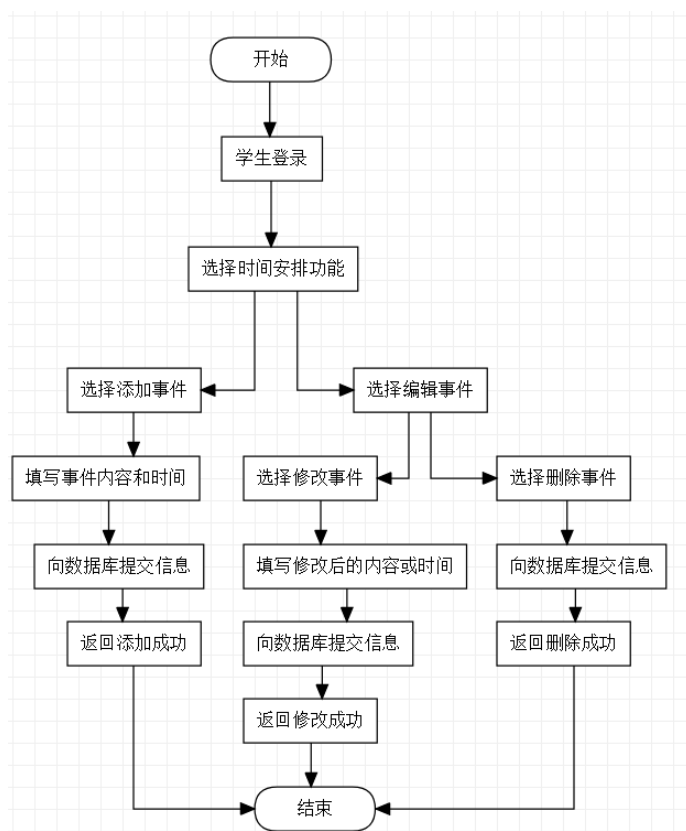 开始
学生登录
选择时间安排功能
选择添加事件
选择编辑事件
填写事件内容和时间
选择修改事件
选择删除事件
向数据库提交信息
填写修改后的内容或时间
向数据库提交信息
返回添加成功
向数据库提交信息
返回删除成功
返回修改成功
结束